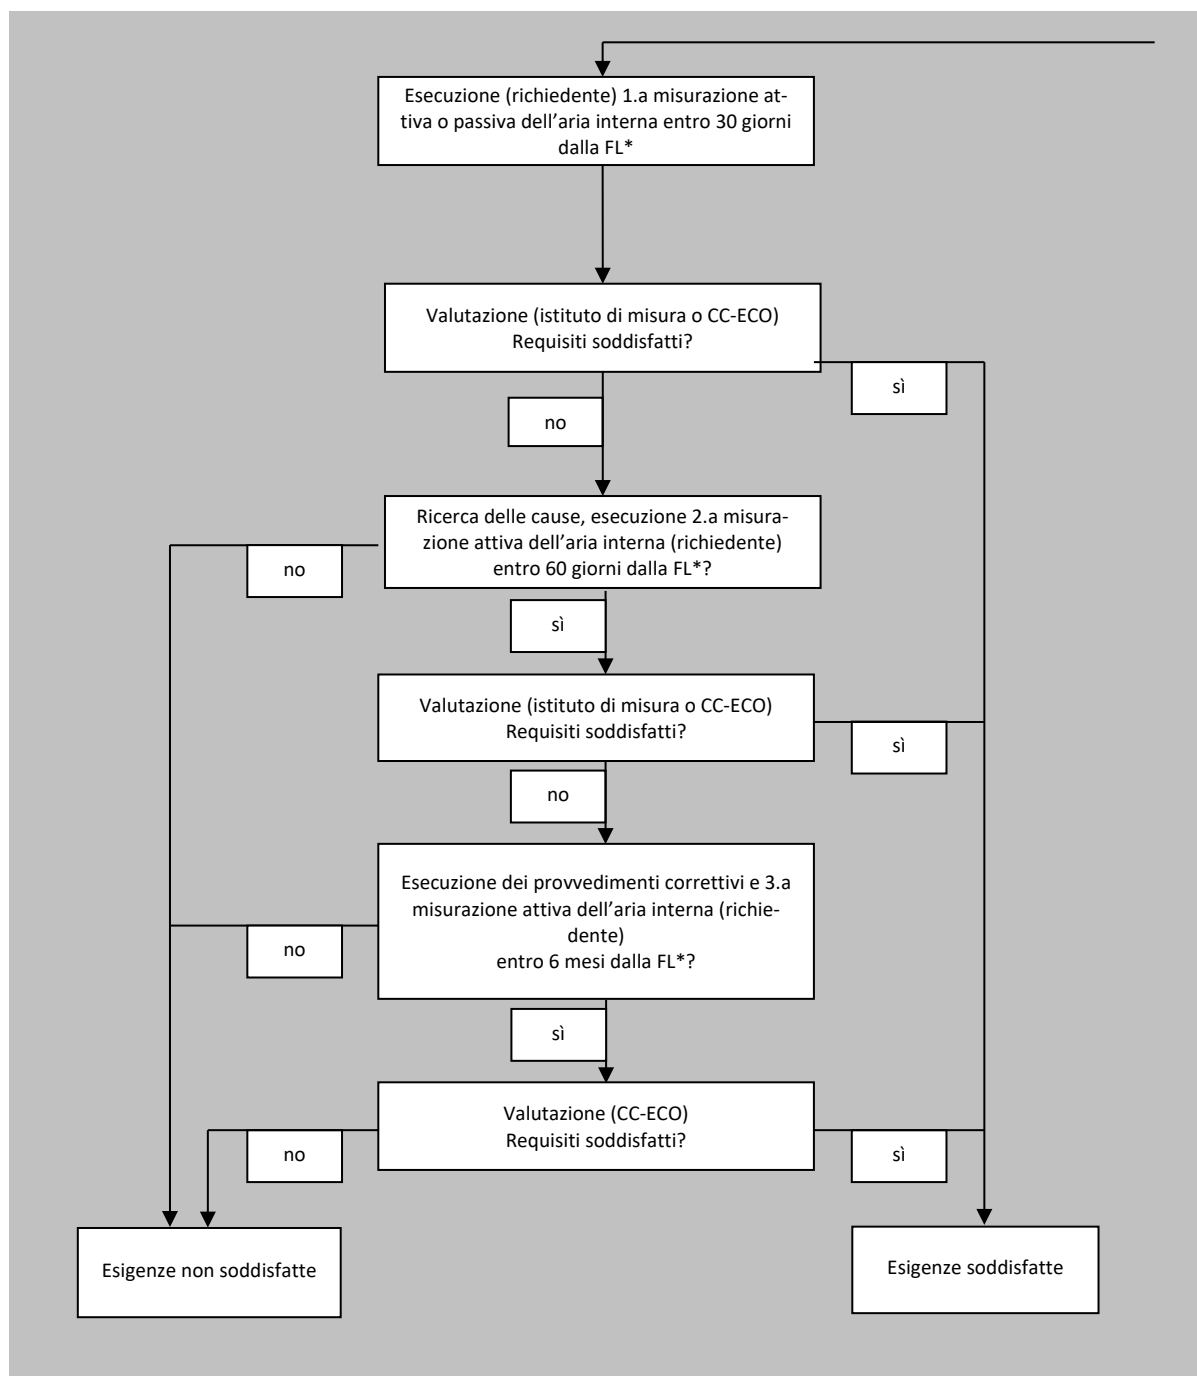 Esecuzione (richiedente) 1.a misurazione at-
tiva o passiva dell'aria interna entro 30 giorni
dalla FL*
Valutazione (istituto di misura o CC-ECO)
Requisiti soddisfatti?
sì
no
Ricerca delle cause, esecuzione 2.a misura-
zione attiva dell'aria interna (richiedente)
entro 60 giorni dalla FL*?
no
sì
Valutazione (istituto di misura o CC-ECO)
Requisiti soddisfatti?
sì
no
Esecuzione dei provvedimenti correttivi e 3.a
misurazione attiva dell'aria interna (richie-
dente)
entro 6 mesi dalla FL*?
no
sì
Valutazione (CC-ECO)
Requisiti soddisfatti?
no
sì
Esigenze non soddisfatte
Esigenze soddisfatte